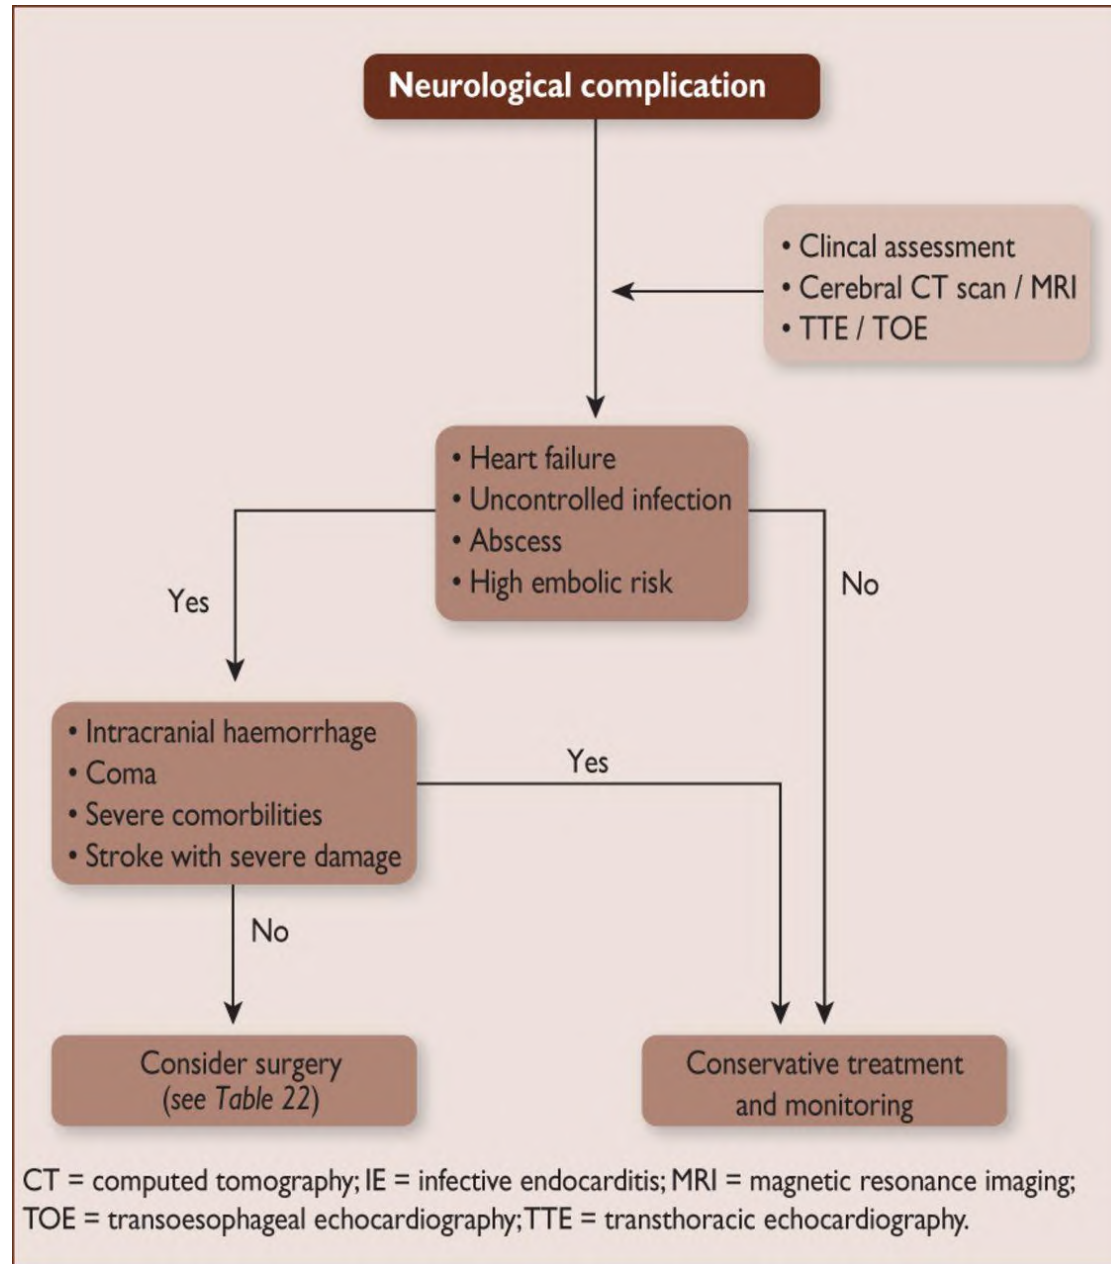 Neurological complication
• Clincal assessment
• Cerebral CT scan / MRI
• TTE / TOE
• Heart failure
• Uncontrolled infection
• Abscess
• High embolic risk
Yes
No
• Intracranial haemorrhage
• Coma
• Severe comorbilities
• Stroke with severe damage
Yes
No
Consider surgery
(see Table 22)
Conservative treatment
and monitoring
CT = computed tomography; IE = infective endocarditis; MRI = magnetic resonance imaging;
TOE = transoesophageal echocardiography; TTE = transthoracic echocardiography.